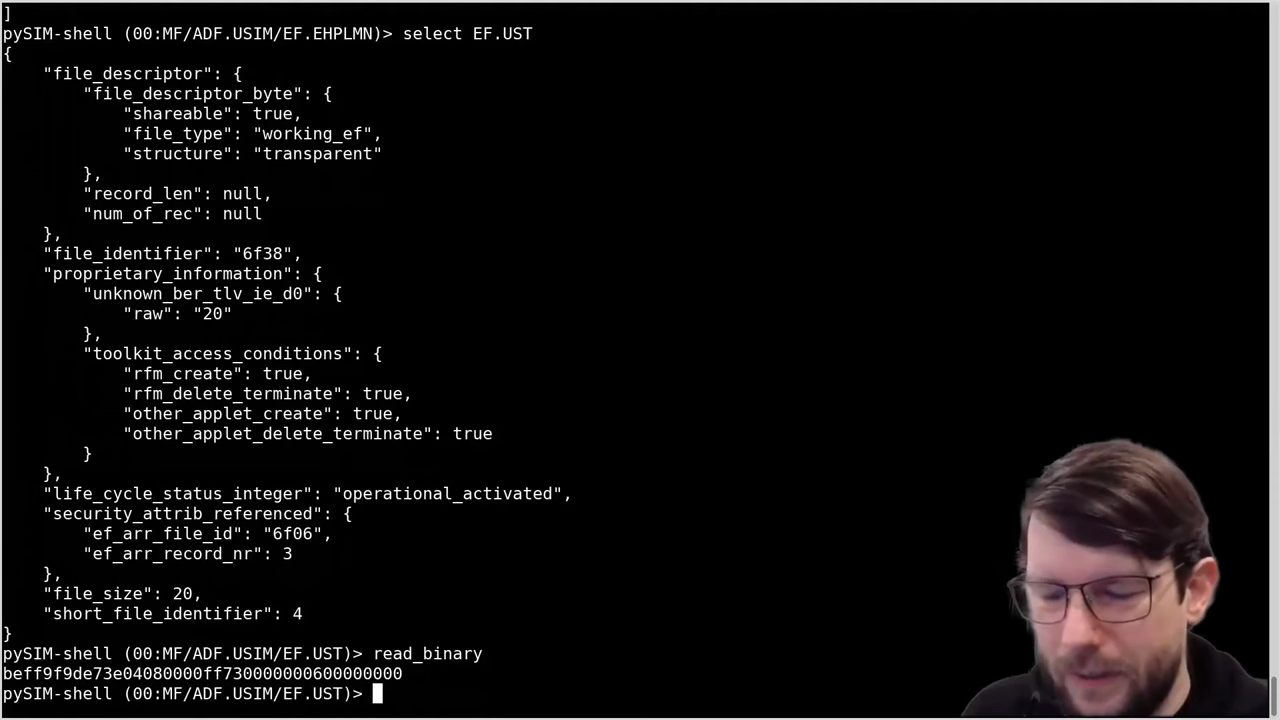 ]
pySIM-shell (00:MF/ADF.USIM/EF.EHPLMN)> select EF.UST
{
    "file_descriptor": {
        "file_descriptor_byte": {
            "shareable": true,
            "file_type": "working_ef",
            "structure": "transparent"
        },
        "record_len": null,
        "num_of_rec": null
    },
    "file_identifier": "6f38",
    "proprietary_information": {
        "unknown_ber_tlv_ie_d0": {
            "raw": "20"
        },
        "toolkit_access_conditions": {
            "rfm_create": true,
            "rfm_delete_terminate": true,
            "other_applet_create": true,
            "other_applet_delete_terminate": true
        }
    },
    "life_cycle_status_integer": "operational_activated",
    "security_attrib_referenced": {
        "ef_arr_file_id": "6f06",
        "ef_arr_record_nr": 3
    },
    "file_size": 20,
    "short_file_identifier": 4
}
pySIM-shell (00:MF/ADF.USIM/EF.UST)> read_binary
beff9f9de73e04080000ff730000000600000000
pySIM-shell (00:MF/ADF.USIM/EF.UST)>